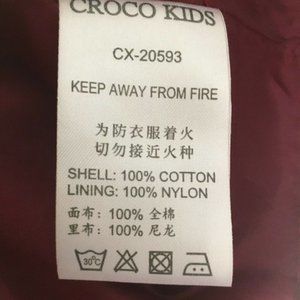 CROCO KIDS
CX-20593
KEEP AWAY FROM FIRE
为防衣服着火
切勿接近火种
SHELL: 100% COTTON
LINING: 100% NYLON
面布: 100% 全棉
里布: 100% 尼龙
30°C